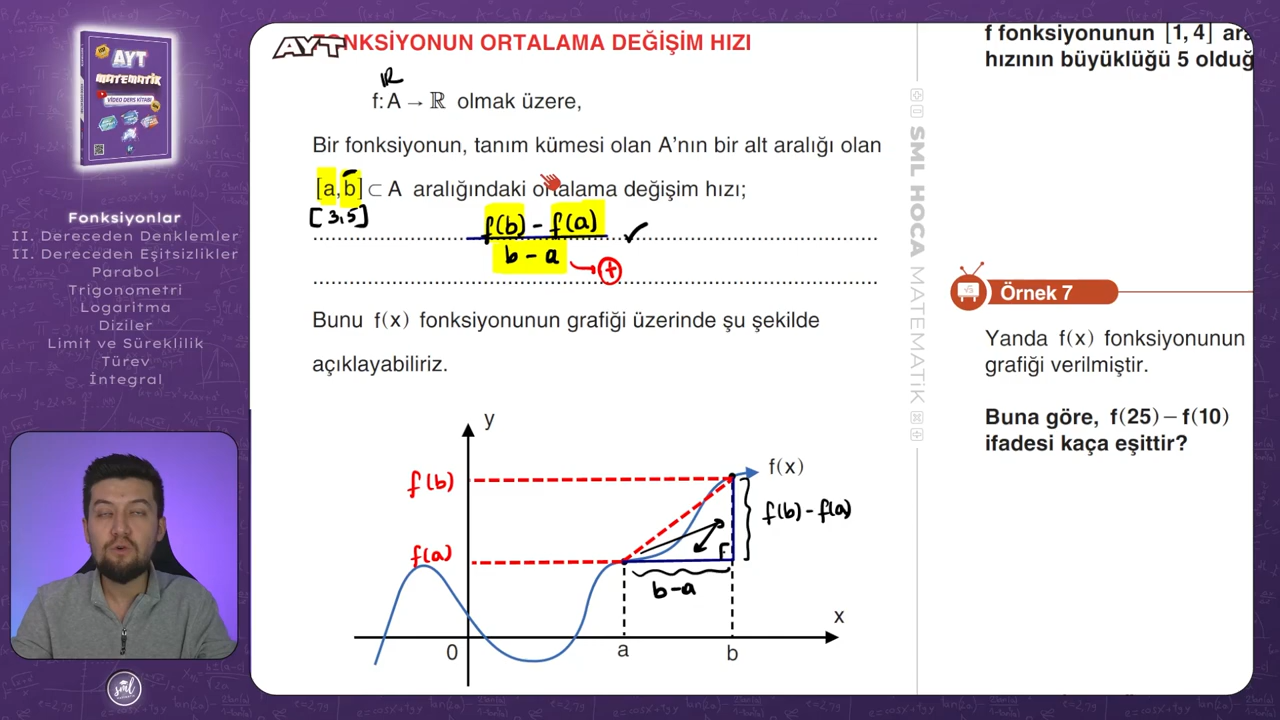 AYT
MATEMATİK
VİDEO DERS KİTABI
Fonksiyonlar
II. Dereceden Denklemler
II. Dereceden Eşitsizlikler
Parabol
Trigonometri
Logaritma
Diziler
Limit ve Süreklilik
Türev
İntegral
sml
AYT
ONKSİYONUN ORTALAMA DEĞİŞİM HIZI
ℝ
f: A → ℝ olmak üzere,
Bir fonksiyonun, tanım kümesi olan A'nın bir alt aralığı olan
[a,b] ⊂ A aralığındaki ortalama değişim hızı;
[3,5]
f(b) - f(a)
b - a
+
Bunu f(x) fonksiyonunun grafiği üzerinde şu şekilde
açıklayabiliriz.
y
f(b)
f(x)
f(b) - f(a)
f(a)
b-a
x
0
a
b
SML HOCA MATEMATİK
f fonksiyonunun [1, 4] ara
hızının büyüklüğü 5 olduğ
Örnek 7
Yanda f(x) fonksiyonunun
grafiği verilmiştir.
Buna göre, f(25) – f(10)
ifadesi kaça eşittir?